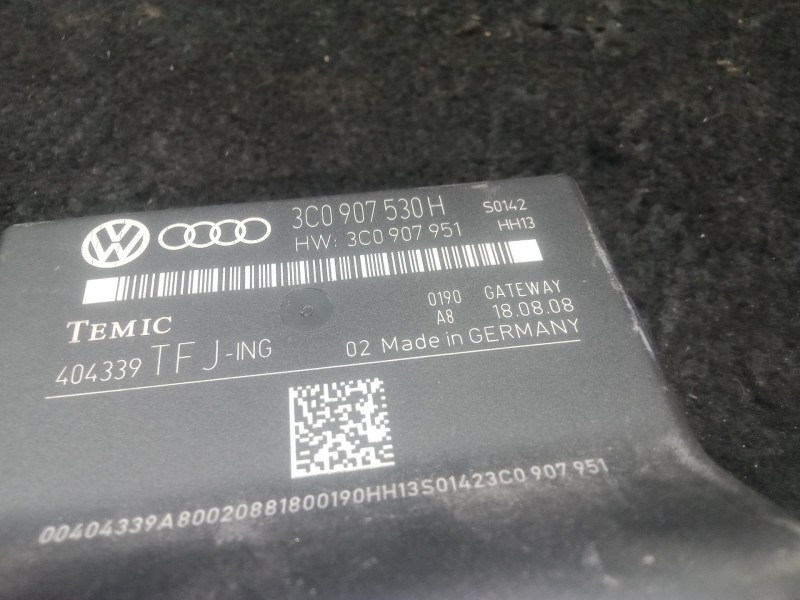 3C0 907 530 H S0142
HW: 3C0 907 951 HH13
TEMIC 0190 GATEWAY
A8 18.08.08
404339 TFJ-ING 02 Made in GERMANY
00404339A80020881800190HH13S01423C0 907 951